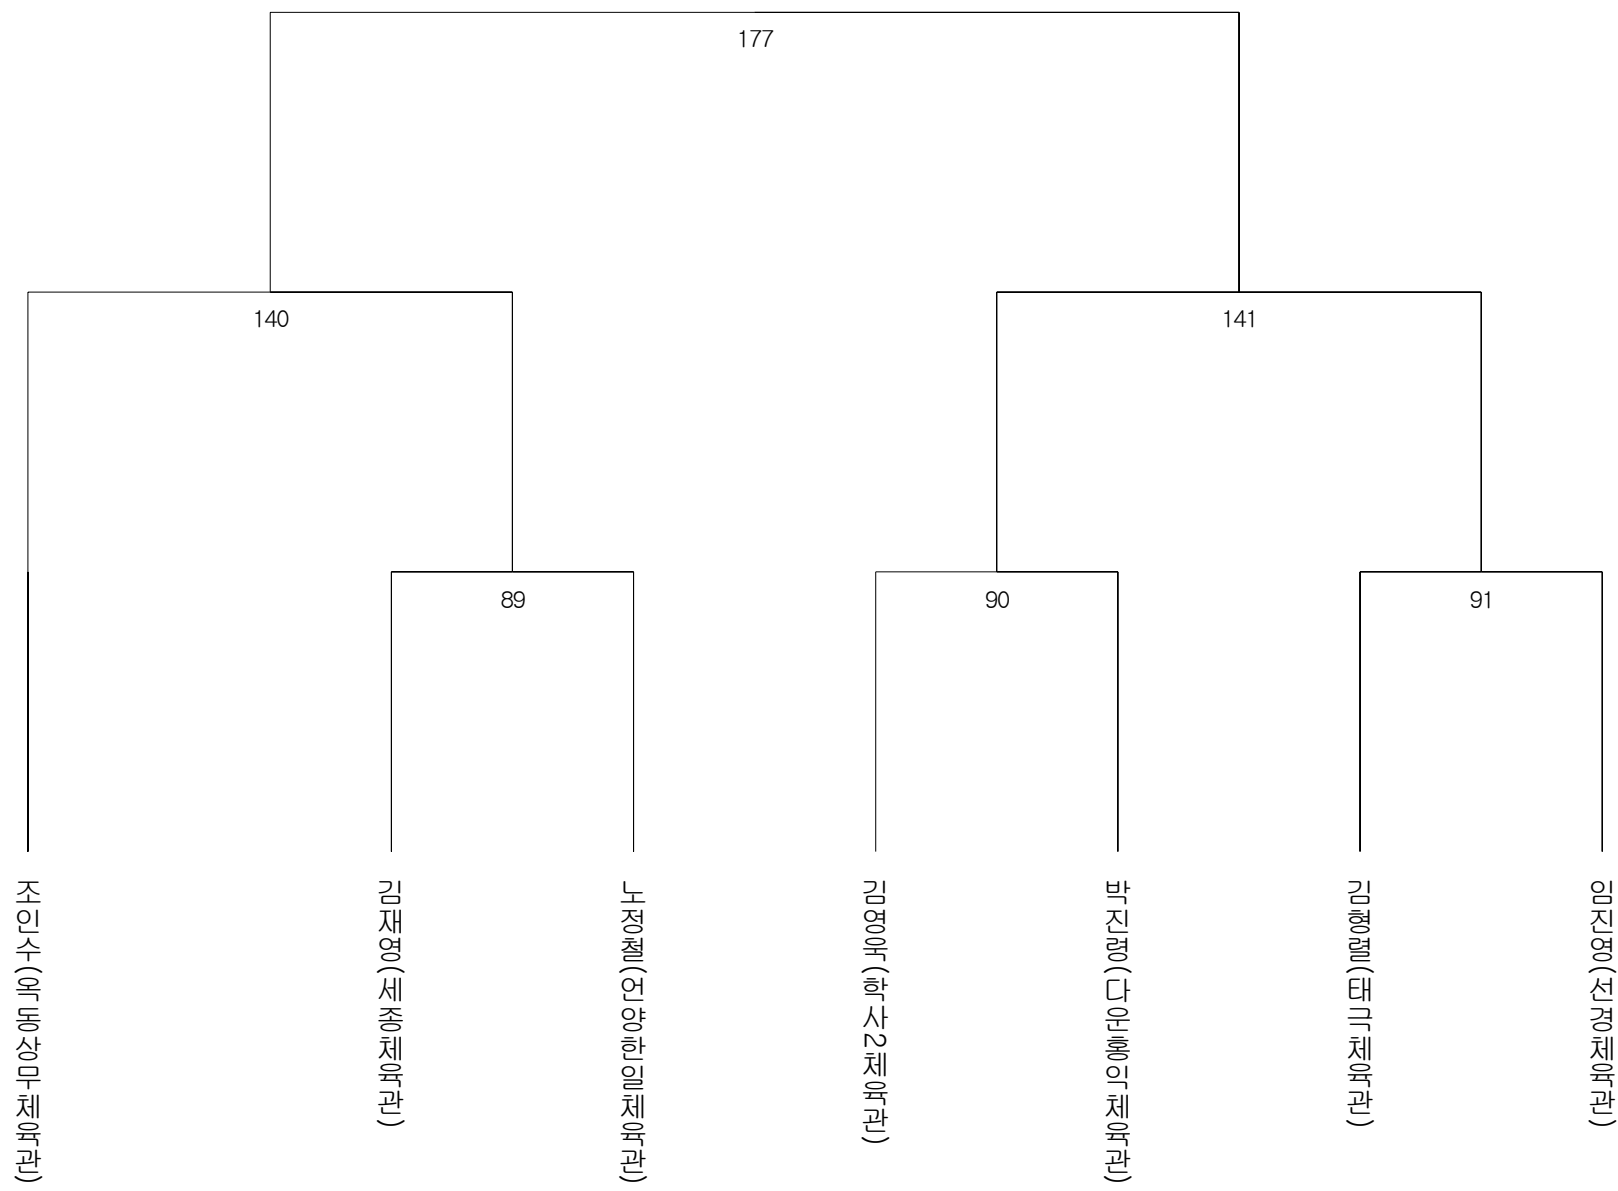 177
140
141
89
90
91
조인수(옥동상무체육관)
김재영(세종체육관)
노정철(언양한일체육관)
김영욱(학사2체육관)
박진령(다운홍익체육관)
김형렬(태극체육관)
임진영(선경체육관)